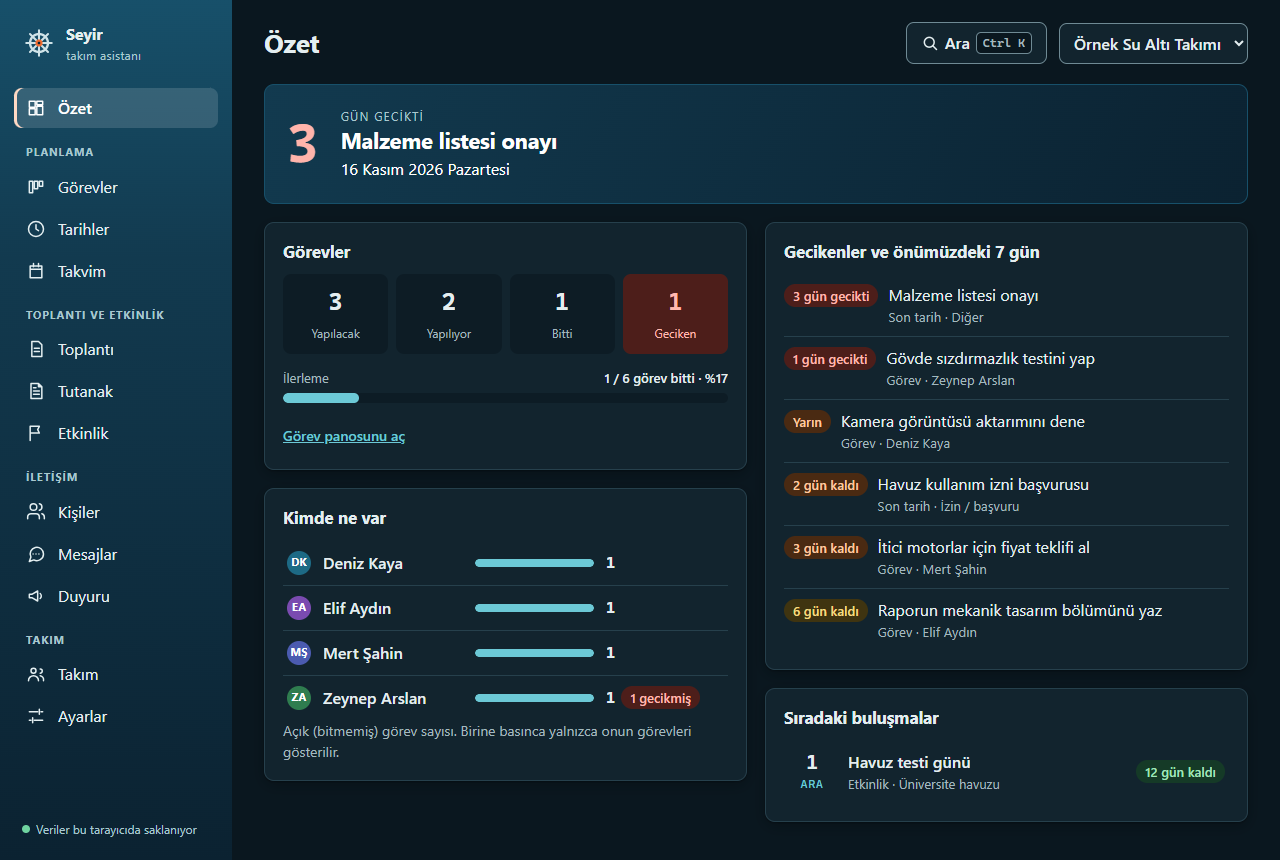 Seyir
takım asistanı
Özet
PLANLAMA
Görevler
Tarihler
Takvim
TOPLANTI VE ETKİNLİK
Toplantı
Tutanak
Etkinlik
İLETİŞİM
Kişiler
Mesajlar
Duyuru
TAKIM
Takım
Ayarlar
Veriler bu tarayıcıda saklanıyor
Özet
Ara Ctrl K
Örnek Su Altı Takımı
3
GÜN GECİKTİ
Malzeme listesi onayı
16 Kasım 2026 Pazartesi
Görevler
3
Yapılacak
2
Yapılıyor
1
Bitti
1
Geciken
İlerleme
1 / 6 görev bitti · %17
Görev panosunu aç
Kimde ne var
DK Deniz Kaya 1
EA Elif Aydın 1
MŞ Mert Şahin 1
ZA Zeynep Arslan 1 1 gecikmiş
Açık (bitmemiş) görev sayısı. Birine basınca yalnızca onun görevleri
gösterilir.
Gecikenler ve önümüzdeki 7 gün
3 gün gecikti Malzeme listesi onayı
Son tarih · Diğer
1 gün gecikti Gövde sızdırmazlık testini yap
Görev · Zeynep Arslan
Yarın Kamera görüntüsü aktarımını dene
Görev · Deniz Kaya
2 gün kaldı Havuz kullanım izni başvurusu
Son tarih · İzin / başvuru
3 gün kaldı İtici motorlar için fiyat teklifi al
Görev · Mert Şahin
6 gün kaldı Raporun mekanik tasarım bölümünü yaz
Görev · Elif Aydın
Sıradaki buluşmalar
1
ARA
Havuz testi günü
Etkinlik · Üniversite havuzu
12 gün kaldı